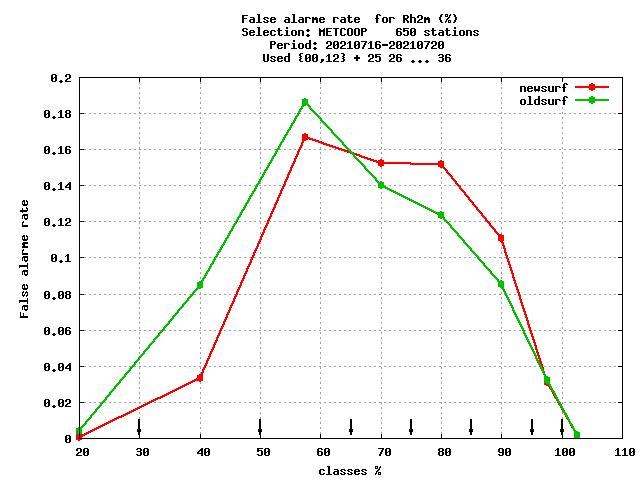 False alarme rate  for Rh2m (%)
Selection: METCOOP    650 stations
Period: 20210716-20210720
Used {00,12} + 25 26 ... 36
newsurf
oldsurf
False alarme rate
0.2
0.18
0.16
0.14
0.12
0.1
0.08
0.06
0.04
0.02
0
20 30 40 50 60 70 80 90 100 110
classes %